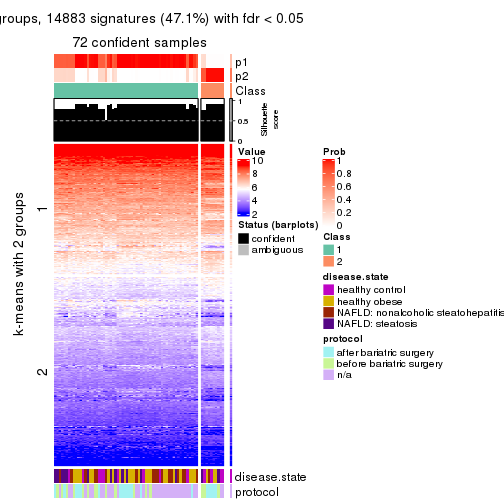 groups, 14883 signatures (47.1%) with fdr < 0.05
72 confident samples
p1
p2
Class
1
0.5
0
Silhouette
score
k-means with 2 groups
1
2
Value
10
8
6
4
2
Status (barplots)
confident
ambiguous
Prob
1
0.8
0.6
0.4
0.2
0
Class
1
2
disease.state
healthy control
healthy obese
NAFLD: nonalcoholic steatohepatitis
NAFLD: steatosis
protocol
after bariatric surgery
before bariatric surgery
n/a
disease.state
protocol